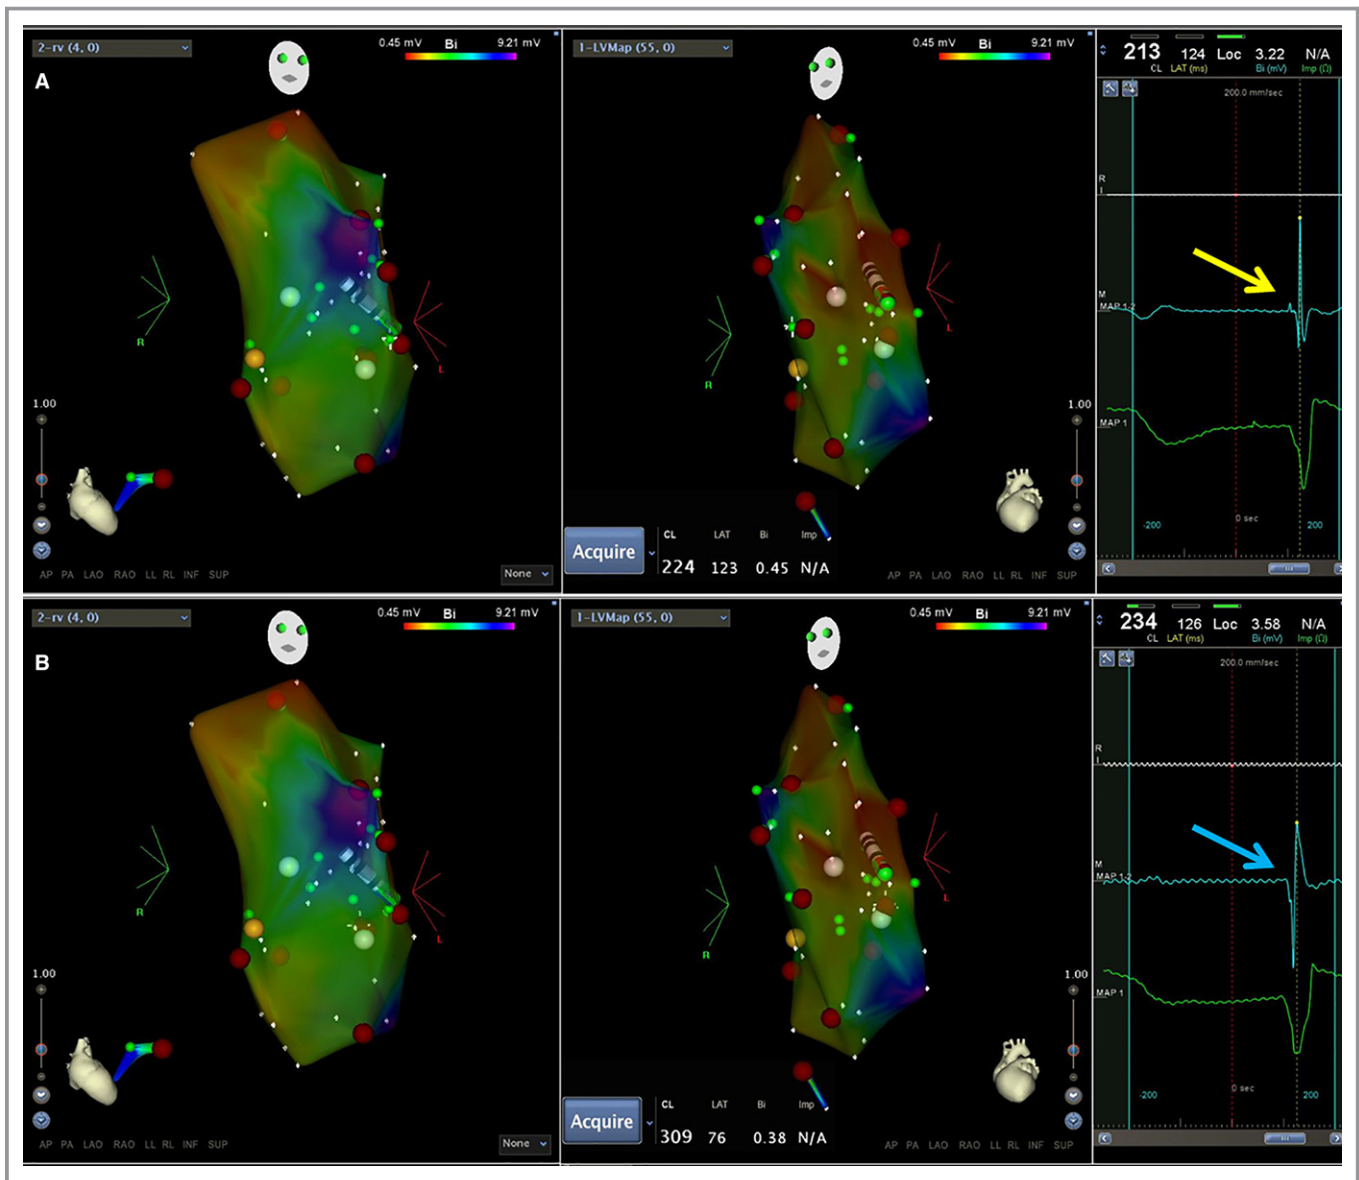 2-rv (4, 0)
0.45 mV Bi 9.21 mV
A
R
L
1.00
AP PA LAO RAO LL RL INF SUP
None
1-LVMap (55, 0)
0.45 mV Bi 9.21 mV
R
L
1.00
Acquire
CL LAT Bi Imp
224 123 0.45 N/A
AP PA LAO RAO LL RL INF SUP
213 124 Loc 3.22 N/A
CL LAT (ms) Bi (mV) Imp (Ω)
200.0 mm/sec
R
I
M
MAP 1-2
MAP 1
-200 0 sec 200
2-rv (4, 0)
0.45 mV Bi 9.21 mV
B
R
L
1.00
AP PA LAO RAO LL RL INF SUP
None
1-LVMap (55, 0)
0.45 mV Bi 9.21 mV
R
L
1.00
Acquire
CL LAT Bi Imp
309 76 0.38 N/A
AP PA LAO RAO LL RL INF SUP
234 126 Loc 3.58 N/A
CL LAT (ms) Bi (mV) Imp (Ω)
200.0 mm/sec
R
I
M
MAP 1-2
MAP 1
-200 0 sec 200